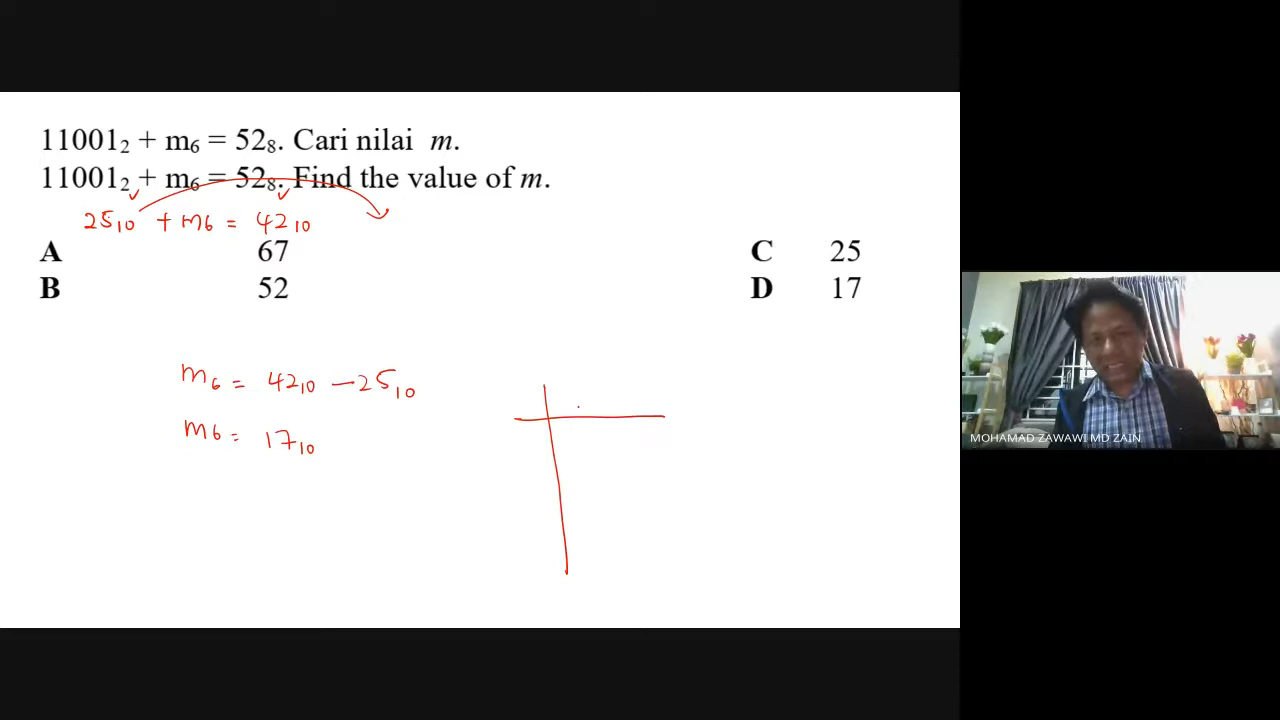 11001₂ + m₆ = 52₈. Cari nilai m.
11001₂ + m₆ = 52₈. Find the value of m.
25₁₀ + m₆ = 42₁₀
A 67 C 25
B 52 D 17
m₆ = 42₁₀ – 25₁₀
m₆ = 17₁₀
MOHAMAD ZAWAWI MD ZAIN